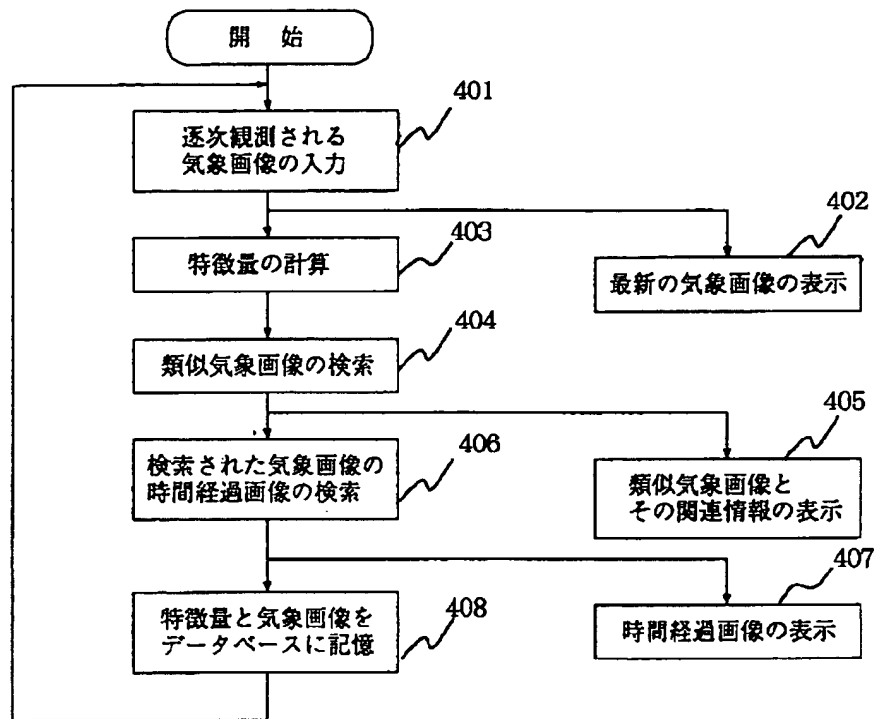 開 始
401
逐次観測される
気象画像の入力
402
403
特徴量の計算
最新の気象画像の表示
404
類似気象画像の検索
405
406
検索された気象画像の
時間経過画像の検索
類似気象画像と
その関連情報の表示
407
408
特徴量と気象画像を
データベースに記憶
時間経過画像の表示